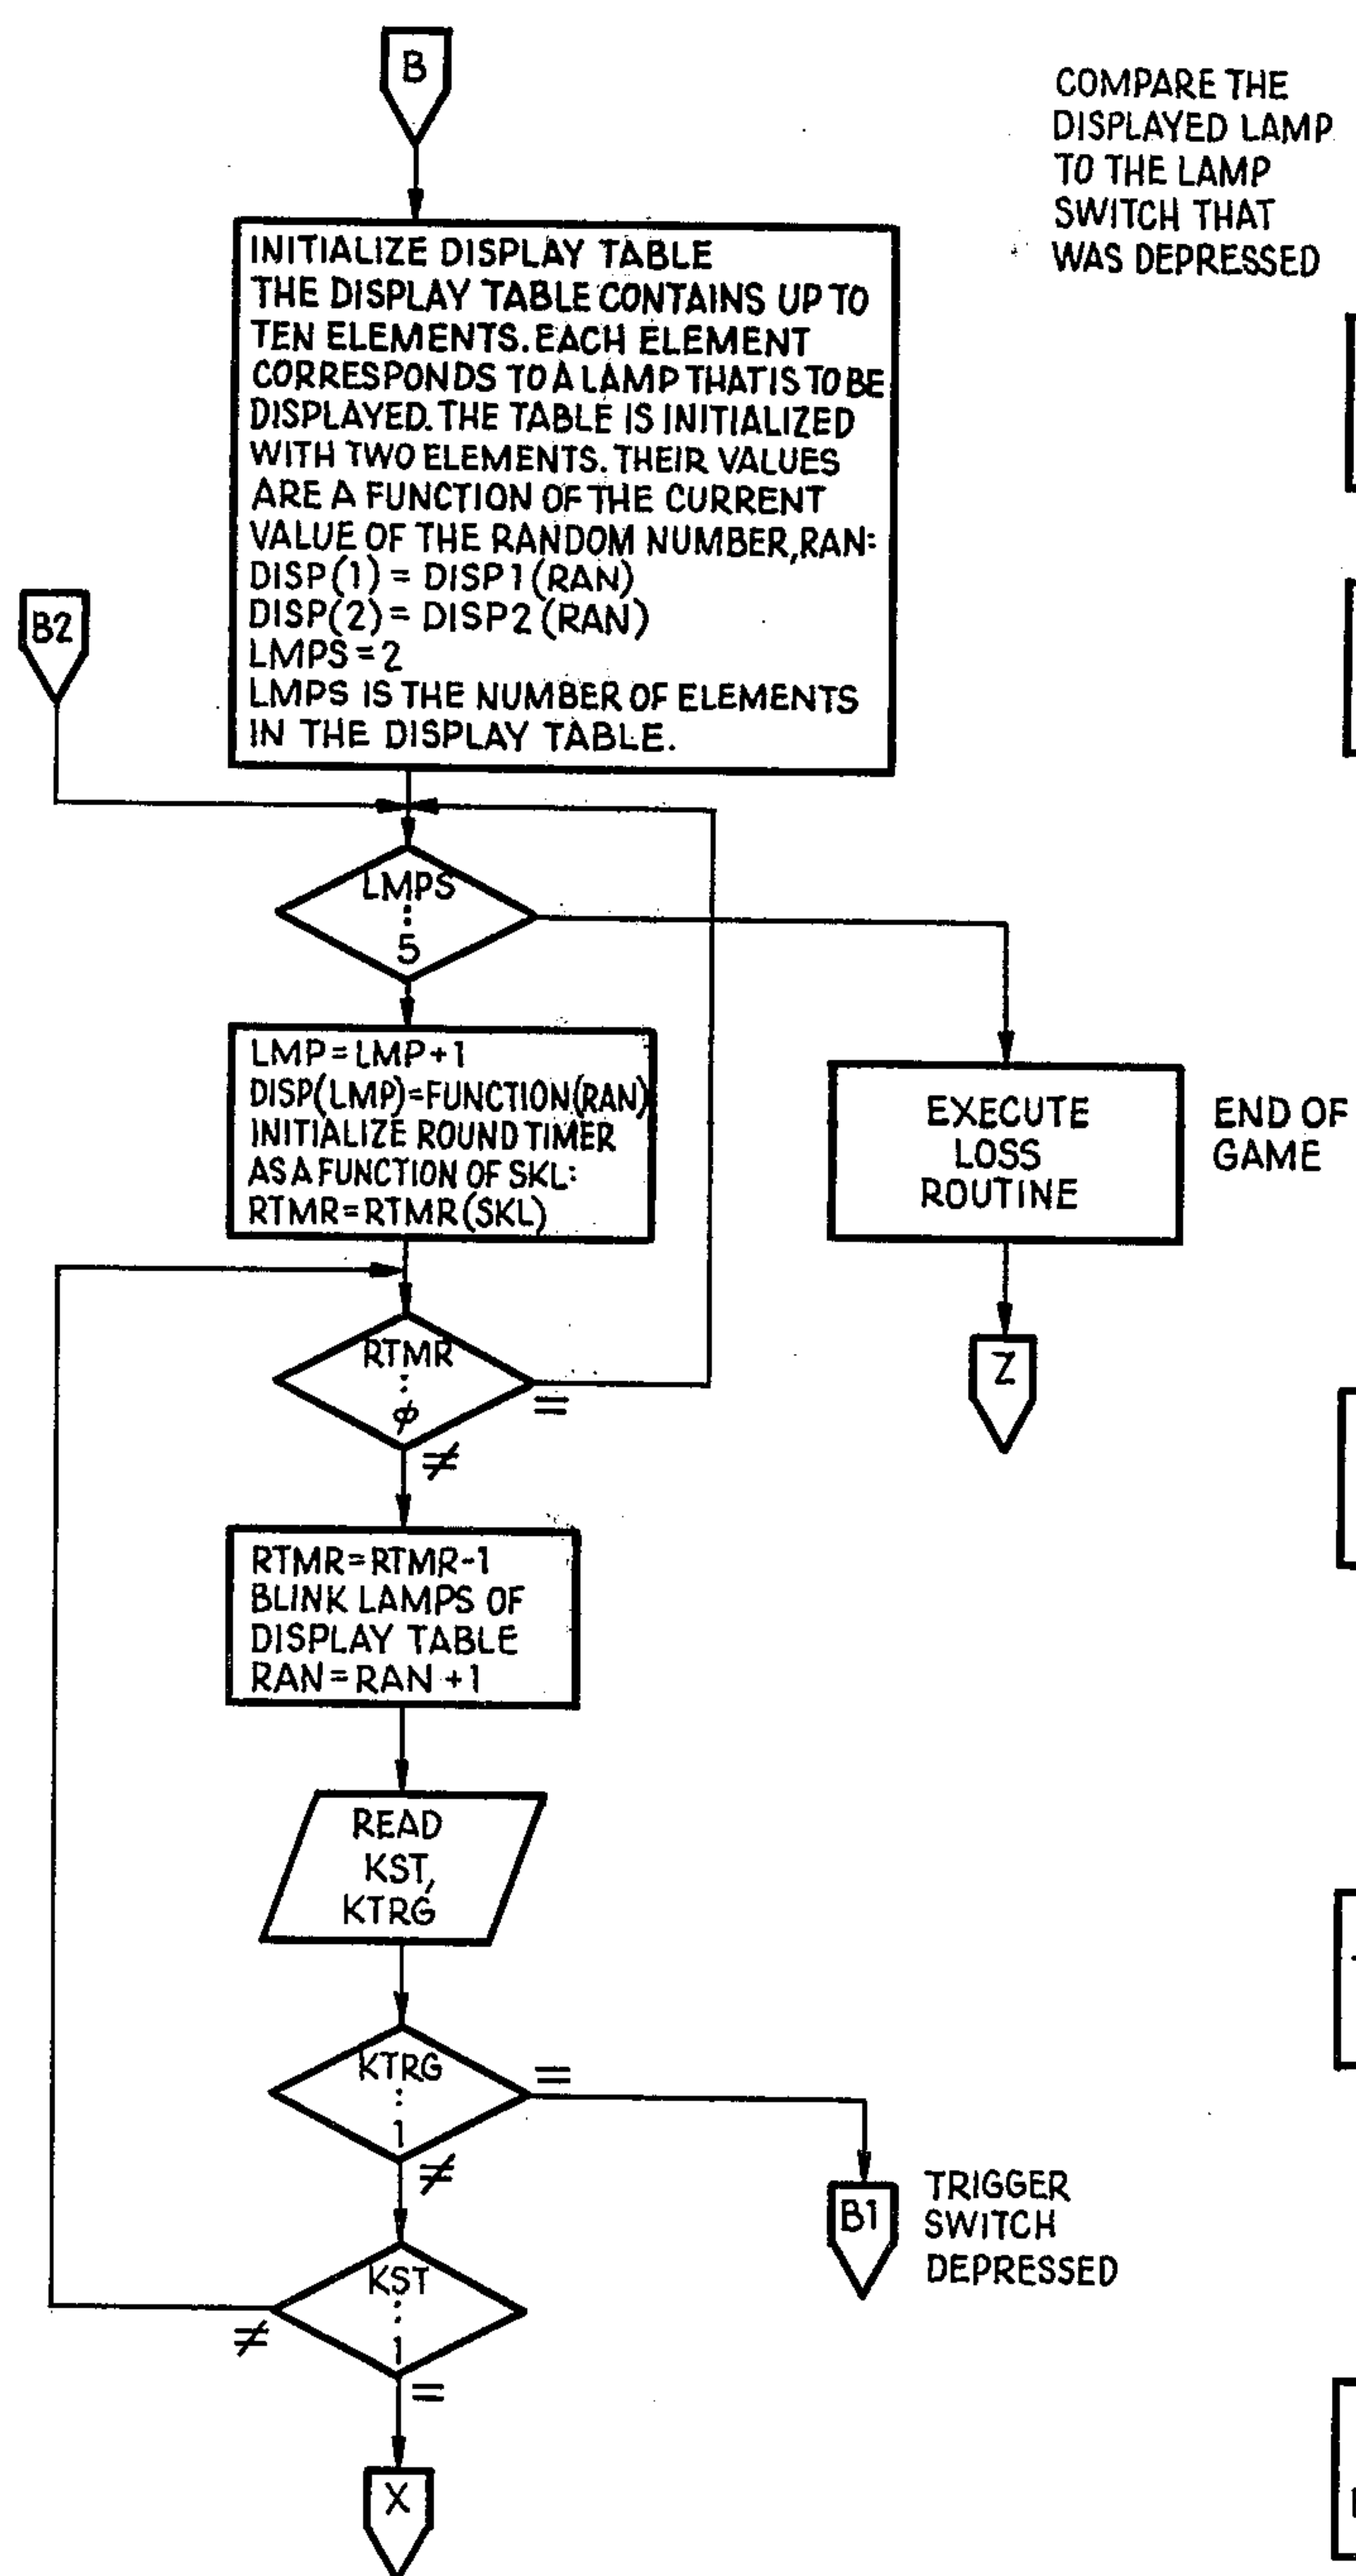 B
COMPARE THE
DISPLAYED LAMP
TO THE LAMP
SWITCH THAT
WAS DEPRESSED
INITIALIZE DISPLAY TABLE
THE DISPLAY TABLE CONTAINS UP TO
TEN ELEMENTS. EACH ELEMENT
CORRESPONDS TO A LAMP THAT IS TO BE
DISPLAYED. THE TABLE IS INITIALIZED
WITH TWO ELEMENTS. THEIR VALUES
ARE A FUNCTION OF THE CURRENT
VALUE OF THE RANDOM NUMBER, RAN:
DISP(1) = DISP1(RAN)
DISP(2) = DISP2(RAN)
LMPS = 2
LMPS IS THE NUMBER OF ELEMENTS
IN THE DISPLAY TABLE.
B2
LMPS
:
5
LMP=LMP+1
DISP(LMP)=FUNCTION(RAN)
INITIALIZE ROUND TIMER
AS A FUNCTION OF SKL:
RTMR=RTMR(SKL)
EXECUTE
LOSS
ROUTINE
END OF
GAME
Z
RTMR
:
φ
=
≠
RTMR=RTMR-1
BLINK LAMPS OF
DISPLAY TABLE
RAN=RAN+1
READ
KST,
KTRG
KTRG
:
1
=
≠
B1
TRIGGER
SWITCH
DEPRESSED
KST
:
1
≠
=
X